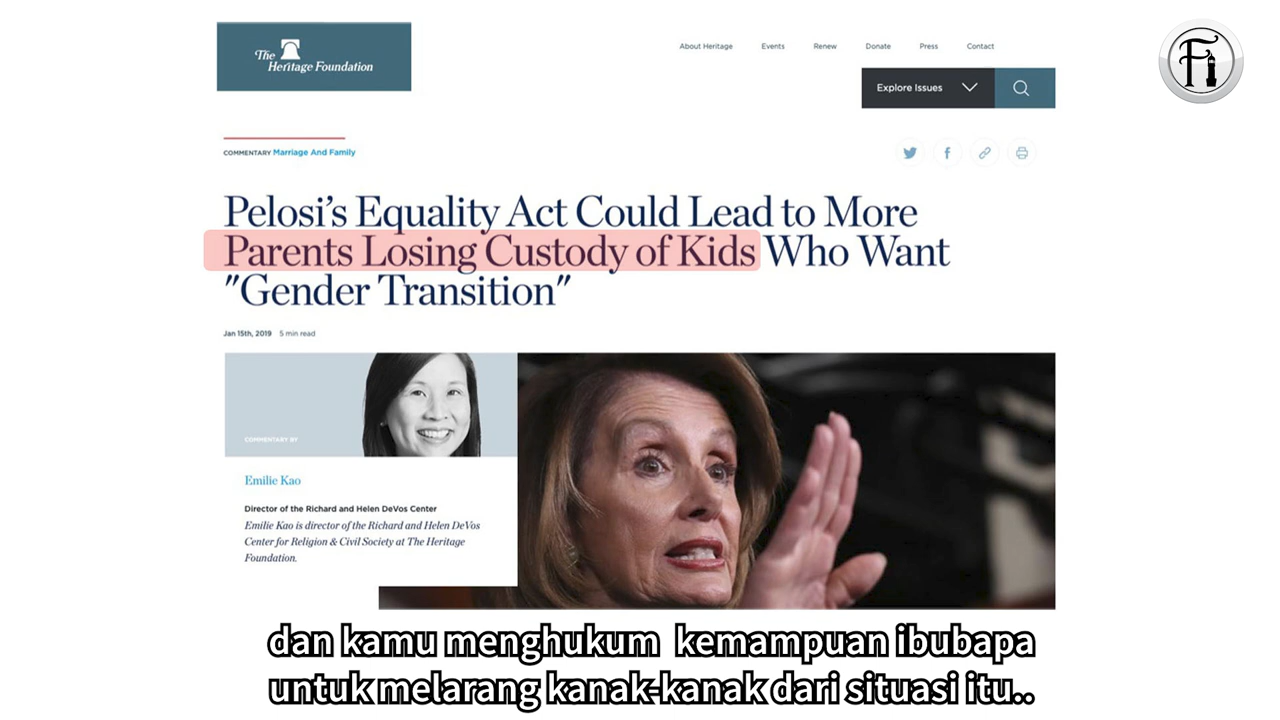 The
Heritage Foundation
About Heritage Events Renew Donate Press Contact
Explore Issues
Fi
COMMENTARY Marriage And Family
Pelosi's Equality Act Could Lead to More
Parents Losing Custody of Kids Who Want
"Gender Transition"
Jan 15th, 2019 5 min read
COMMENTARY BY
Emilie Kao
Director of the Richard and Helen DeVos Center
Emilie Kao is director of the Richard and Helen DeVos
Center for Religion & Civil Society at The Heritage
Foundation.
dan kamu menghukum kemampuan ibubapa
untuk melarang kanak-kanak dari situasi itu..